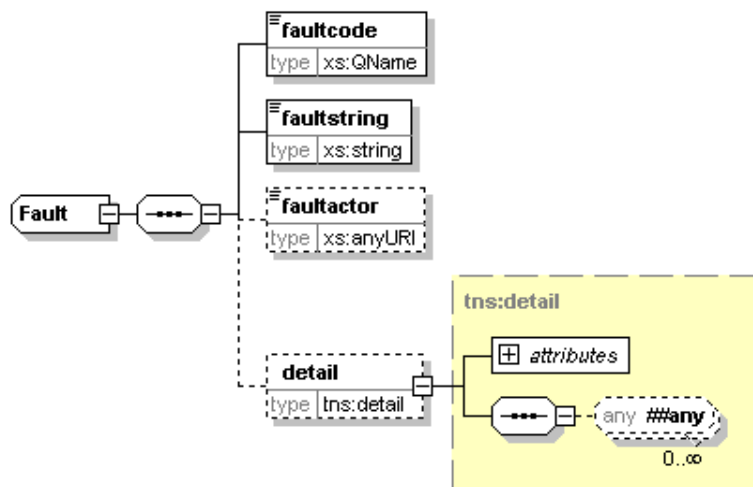 faultcode
type xs:QName
faultstring
type xs:string
Fault
faultactor
type xs:anyURI
tns:detail
attributes
detail
type tns:detail
any ##any
0..∞